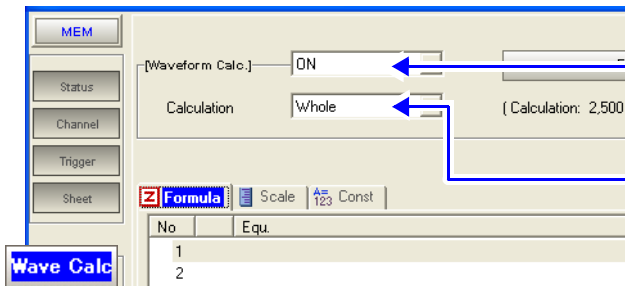 MEM
[Waveform Calc.] ON
Status
Calculation Whole ( Calculation: 2,500
Channel
Trigger
Sheet
Formula Scale A= 123 Const
No Equ.
1
Wave Calc
2